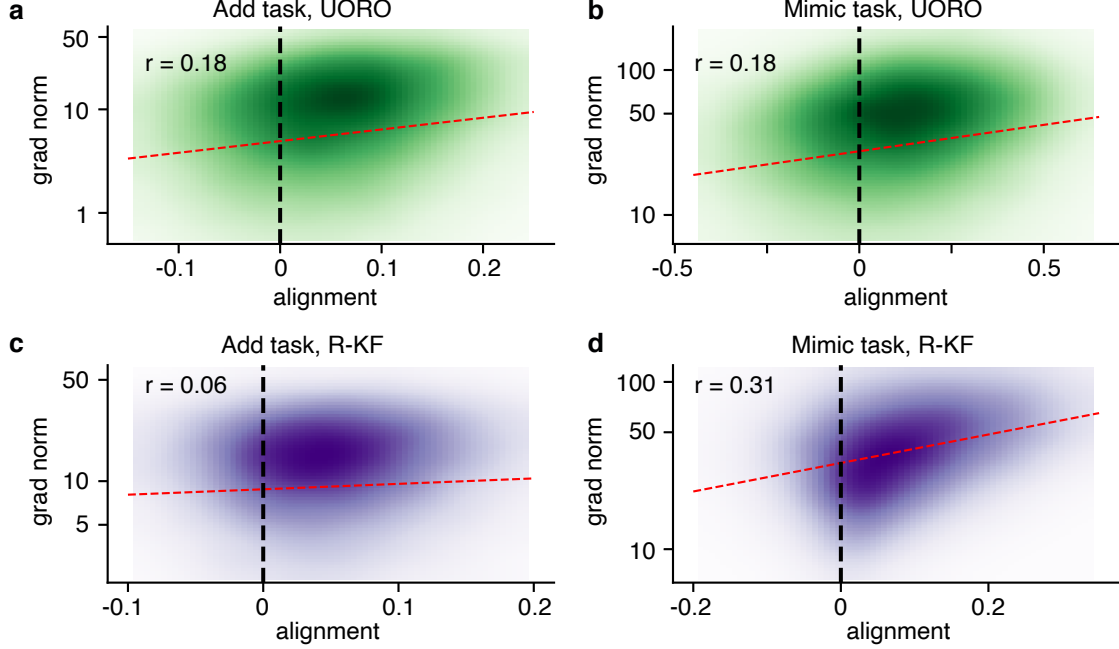 a
Add task, UORO
50
10
1
grad norm
r = 0.18
-0.1
0
0.1
0.2
alignment
b
Mimic task, UORO
100
50
10
grad norm
r = 0.18
-0.5
0
0.5
alignment
c
Add task, R-KF
50
10
5
grad norm
r = 0.06
-0.1
0
0.1
0.2
alignment
d
Mimic task, R-KF
100
50
10
grad norm
r = 0.31
-0.2
0
0.2
alignment